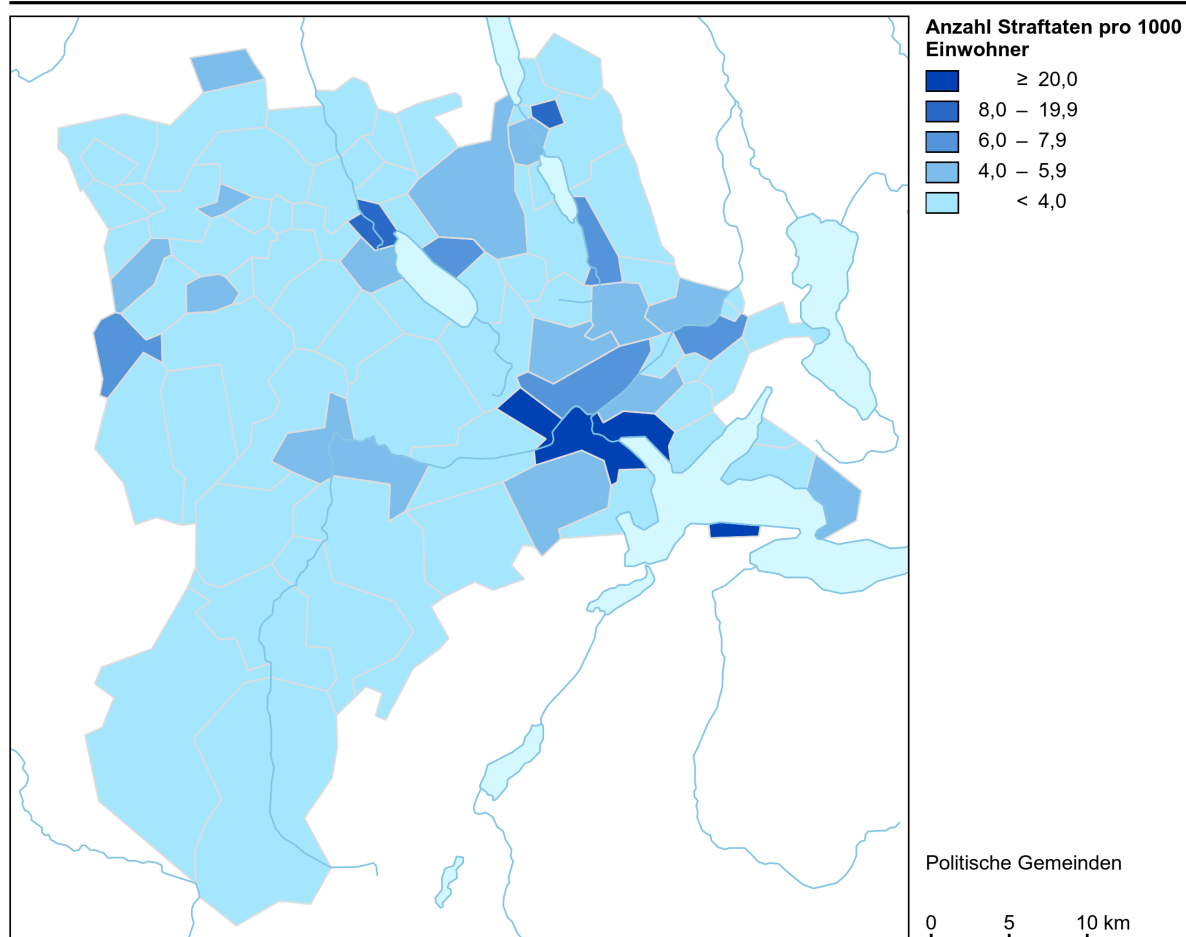 Anzahl Straftaten pro 1000
Einwohner
≥ 20,0
8,0 – 19,9
6,0 – 7,9
4,0 – 5,9
< 4,0
Politische Gemeinden
0 5 10 km